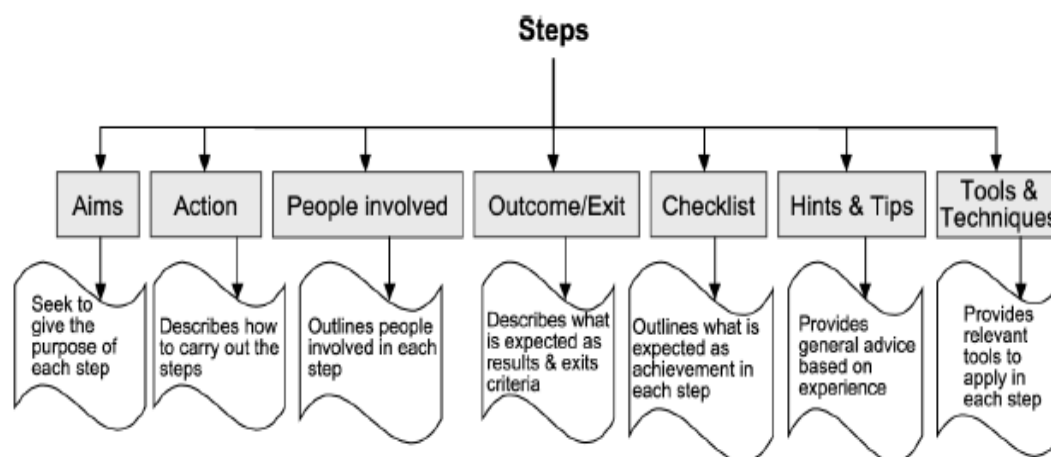 Steps
Aims
Action
People involved
Outcome/Exit
Checklist
Hints & Tips
Tools &
Techniques
Seek to
give the
purpose of
each step
Describes how
to carry out the
steps
Outlines people
involved in each
step
Describes what
is expected as
results & exits
criteria
Outlines what is
expected as
achievement in
each step
Provides
general advice
based on
experience
Provides
relevant
tools to
apply in
each step